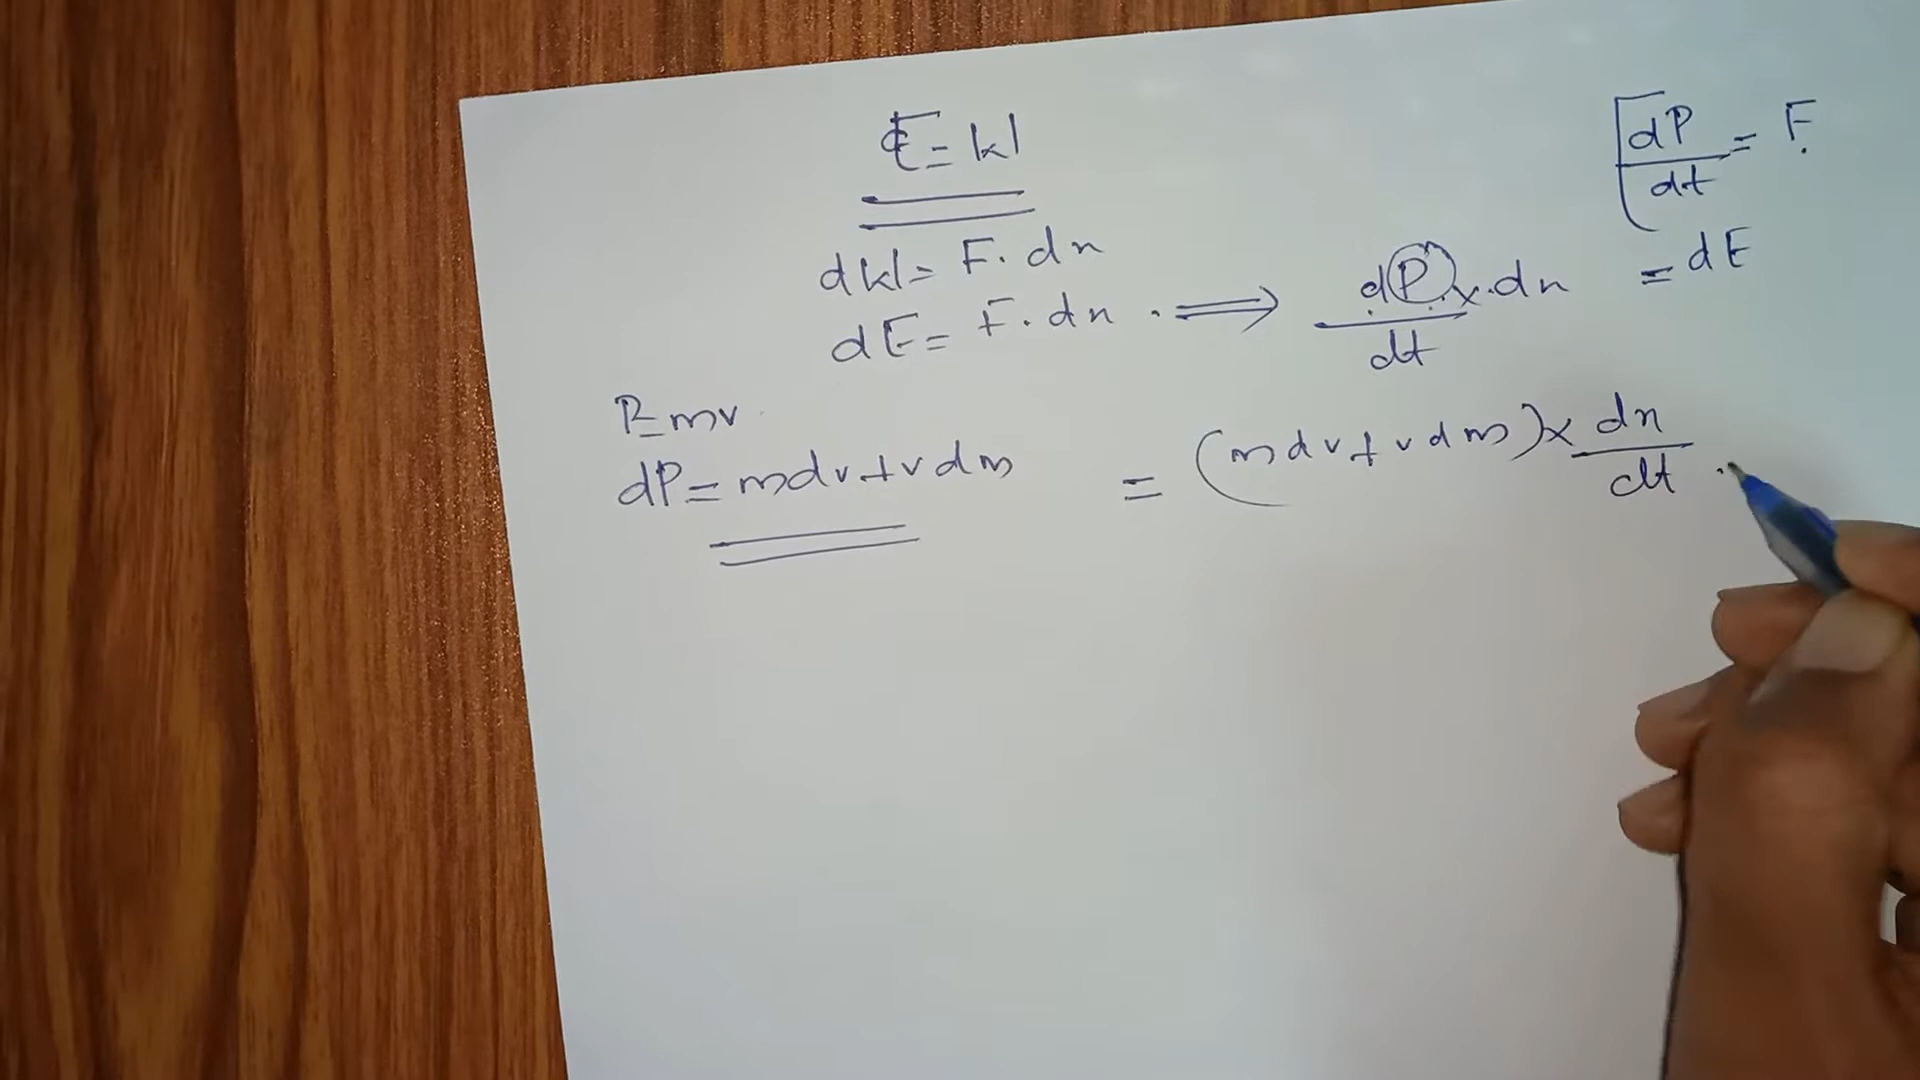 E = kl
dP/dt = F
dkl = F. dn
dE = F. dn . ⟹ dP/dt x . dn = dE
P = mv
dP = mdv + vdm = (mdv + vdm) x dn/dt